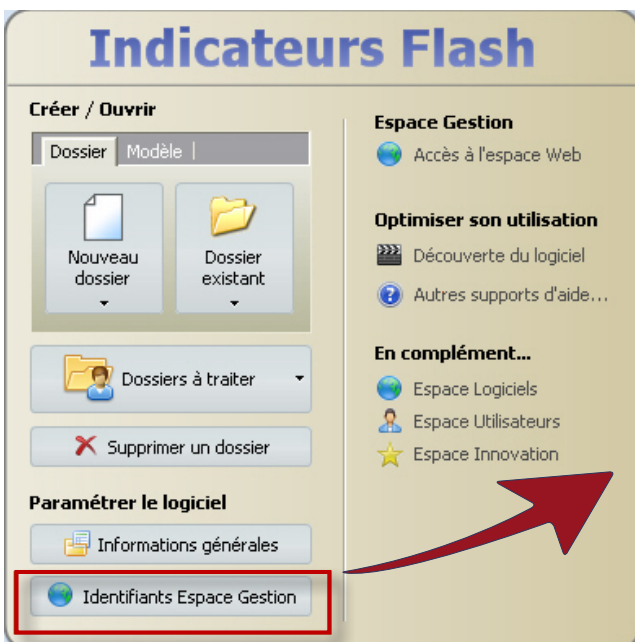 Indicateurs Flash
Créer / Ouvrir
Dossier Modèle |
Nouveau
dossier
Dossier
existant
Dossiers à traiter
Supprimer un dossier
Paramétrer le logiciel
Informations générales
Identifiants Espace Gestion
Espace Gestion
Accès à l'espace Web
Optimiser son utilisation
Découverte du logiciel
Autres supports d'aide...
En complément...
Espace Logiciels
Espace Utilisateurs
Espace Innovation